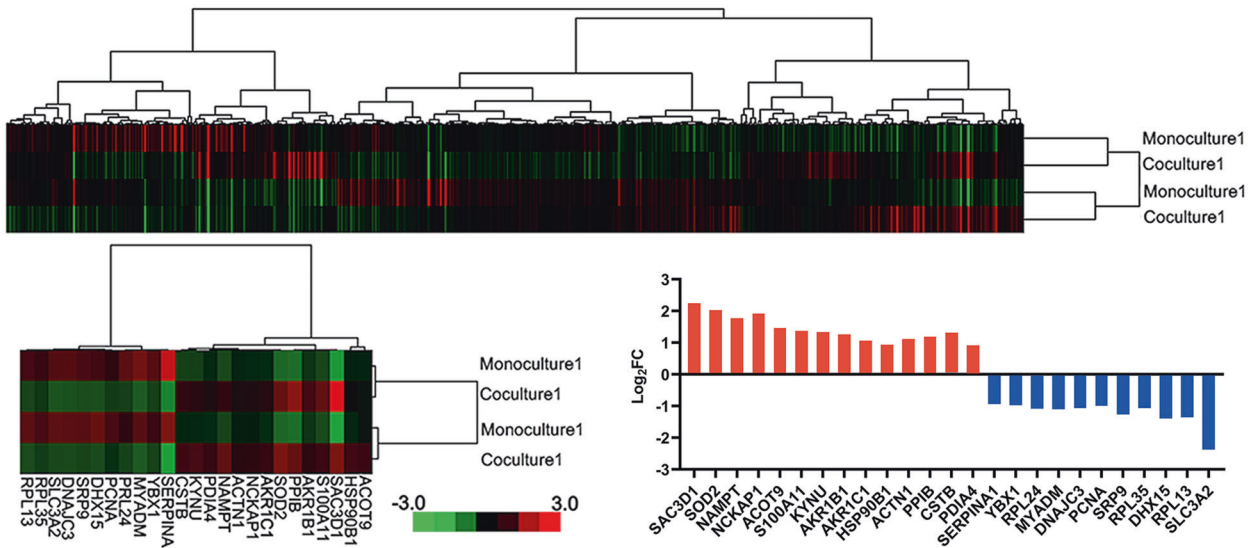 Monoculture1
Coculture1
Monoculture1
Coculture1
Monoculture1
Coculture1
Monoculture1
Coculture1
RPL13
RPL35
SLC3A2
DNAJC3
SRP9
DHX15
PCNA
PRL24
MYADM
YBX1
SERPINA
CSTB
KYNU
PDIA4
NAMPT
ACTN1
NCKAP1
AKR1C1
SOD2
PPIB
AKR1B1
S100A11
SAC3D1
HSP90B1
ACOT9
-3.0 3.0
Log2FC
3
2
1
0
-1
-2
-3
SAC3D1
SOD2
NAMPT
NCKAP1
ACOT9
S100A11
KYNU
AKR1B1
AKR1C1
HSP90B1
ACTN1
PPIB
CSTB
PDIA4
SERPINA1
YBX1
RPL24
MYADM
DNAJC3
PCNA
SRP9
RPL35
DHX15
RPL13
SLC3A2